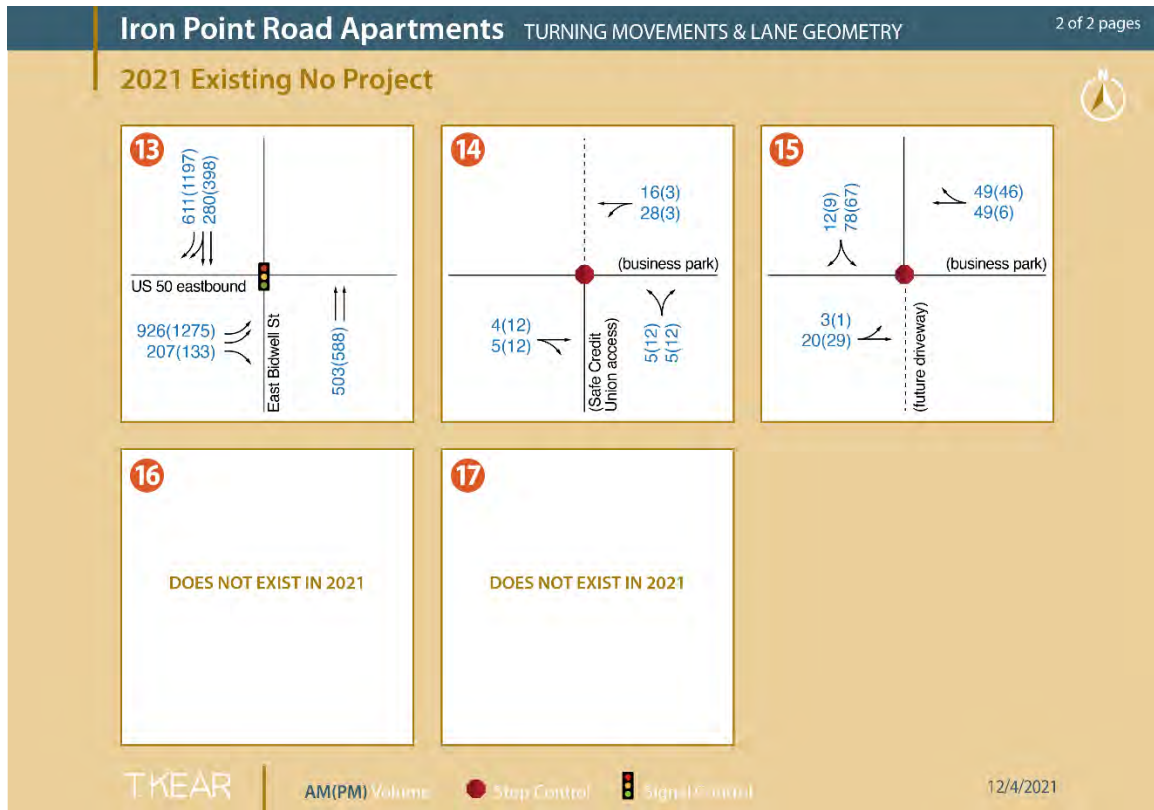 Iron Point Road Apartments TURNING MOVEMENTS & LANE GEOMETRY
2 of 2 pages
2021 Existing No Project
N
13
611(1197)
280(398)
US 50 eastbound
926(1275)
207(133)
East Bidwell St
503(588)
14
16(3)
28(3)
(business park)
4(12)
5(12)
(Safe Credit
Union access)
5(12)
5(12)
15
12(9)
78(67)
49(46)
49(6)
(business park)
3(1)
20(29)
(future driveway)
16
DOES NOT EXIST IN 2021
17
DOES NOT EXIST IN 2021
T KEAR
AM(PM) Volume
Stop Control
Signal Control
12/4/2021